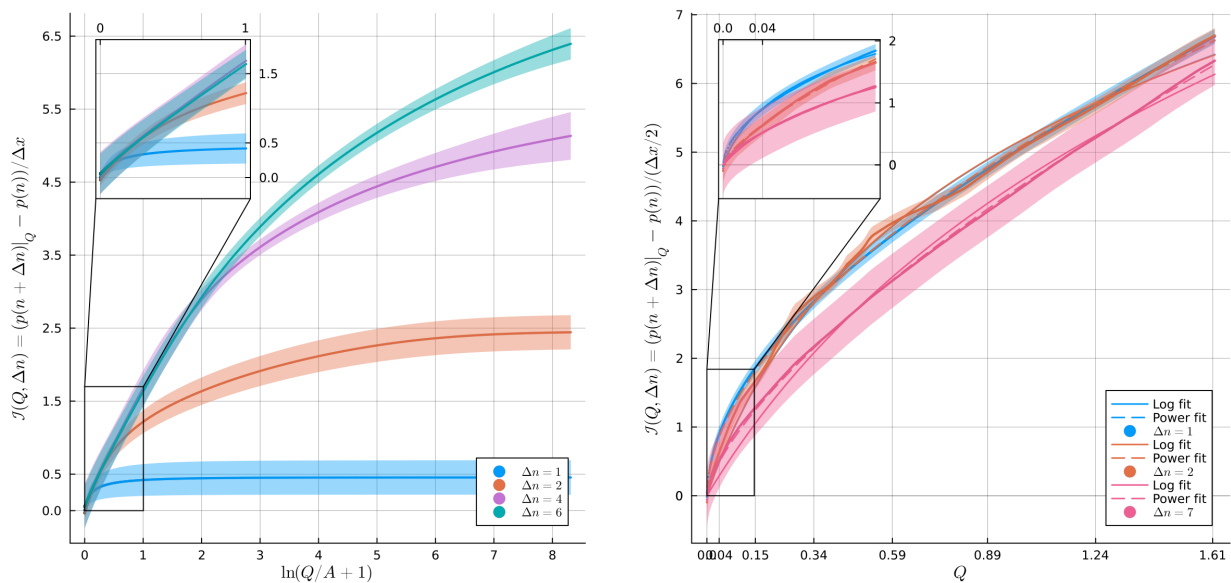 0
1
6.5
5.5
4.5
3.5
2.5
1.5
0.5
0.0
1.5
0.5
0.0
𝒥(Q, Δn) = (p(n + Δn)|_Q − p(n))/Δx
0
1
2
3
4
5
6
7
8
ln(Q/A + 1)
Δn = 1
Δn = 2
Δn = 4
Δn = 6
0.0
0.04
7
6
5
4
3
2
1
0
2
1
0
𝒥(Q, Δn) = (p(n + Δn)|_Q − p(n))/(Δx/2)
0.04
0.15
0.34
0.59
0.89
1.24
1.61
Q
Log fit
Power fit
Δn = 1
Log fit
Power fit
Δn = 2
Log fit
Power fit
Δn = 7